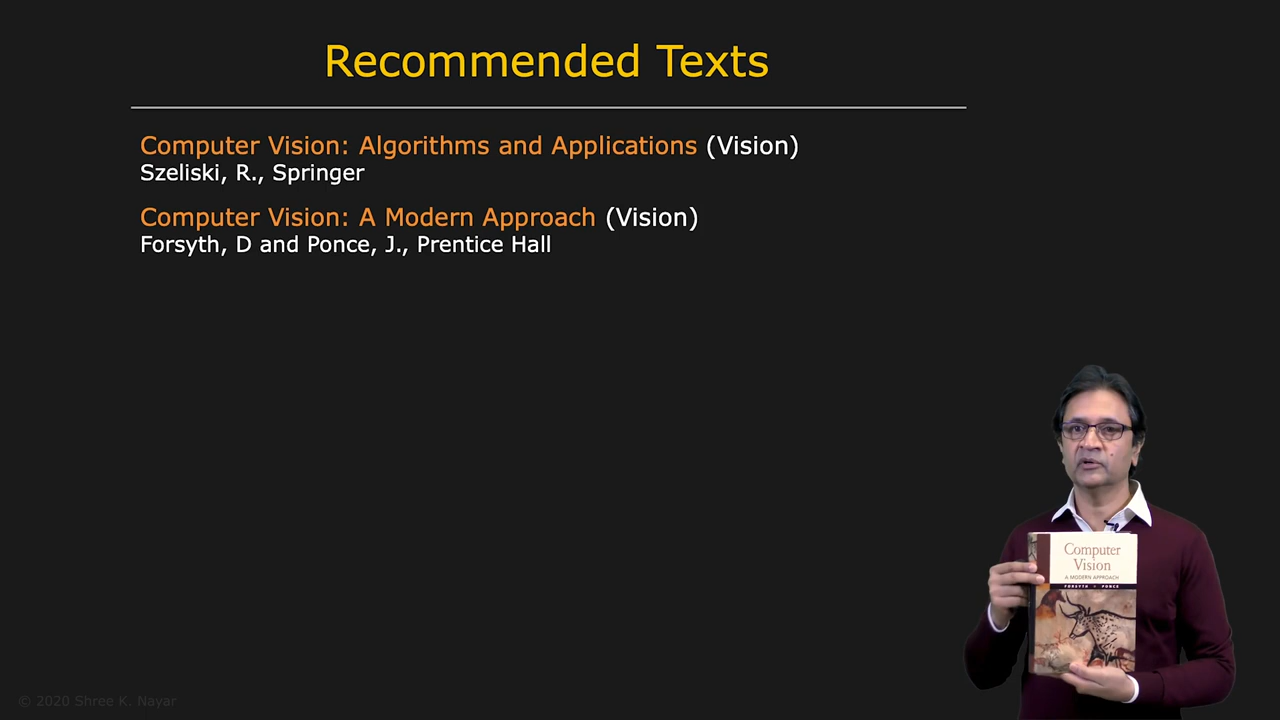 Recommended Texts
Computer Vision: Algorithms and Applications (Vision)
Szeliski, R., Springer
Computer Vision: A Modern Approach (Vision)
Forsyth, D and Ponce, J., Prentice Hall
Computer
Vision
A MODERN APPROACH
FORSYTH PONCE
© 2020 Shree K. Nayar